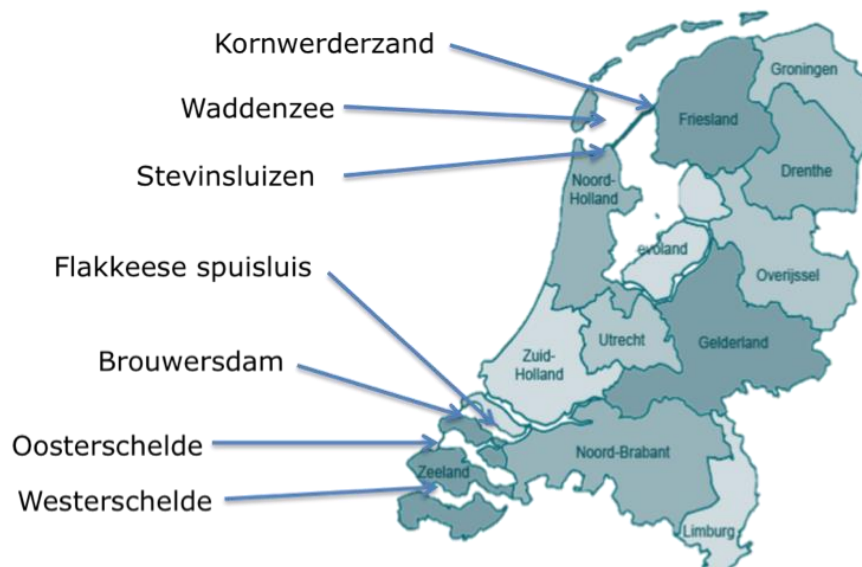 Kornwerderzand
Waddenzee
Stevinsluizen
Flakkeese spuisluis
Brouwersdam
Oosterschelde
Westerschelde
Groningen
Friesland
Drenthe
Noord-
Holland
evoland
Overijssel
Utrecht
Gelderland
Zuid-
Holland
Noord-Brabant
Zeeland
Limburg